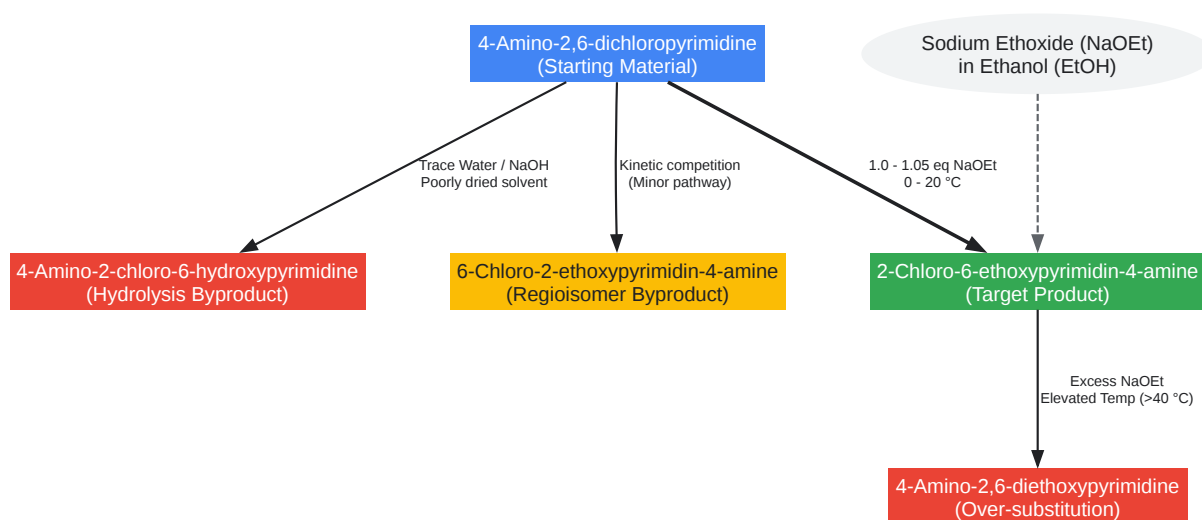 4-Amino-2,6-dichloropyrimidine
(Starting Material)
Sodium Ethoxide (NaOEt)
in Ethanol (EtOH)
Trace Water / NaOH
Poorly dried solvent
Kinetic competition
(Minor pathway)
1.0 - 1.05 eq NaOEt
0 - 20 °C
4-Amino-2-chloro-6-hydroxypyrimidine
(Hydrolysis Byproduct)
6-Chloro-2-ethoxypyrimidin-4-amine
(Regioisomer Byproduct)
2-Chloro-6-ethoxypyrimidin-4-amine
(Target Product)
Excess NaOEt
Elevated Temp (>40 °C)
4-Amino-2,6-diethoxypyrimidine
(Over-substitution)